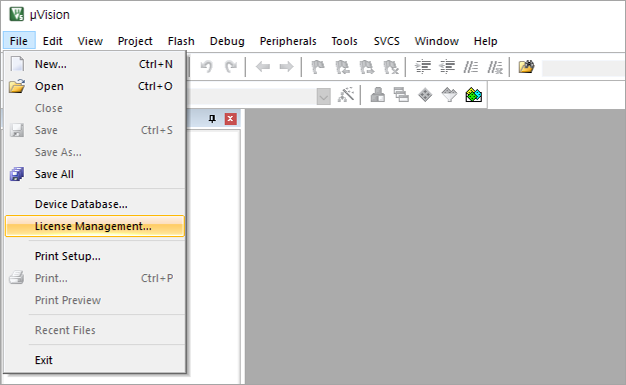 µVision
File Edit View Project Flash Debug Peripherals Tools SVCS Window Help
New... Ctrl+N
Open Ctrl+O
Close
Save Ctrl+S
Save As...
Save All
Device Database...
License Management...
Print Setup...
Print... Ctrl+P
Print Preview
Recent Files
Exit